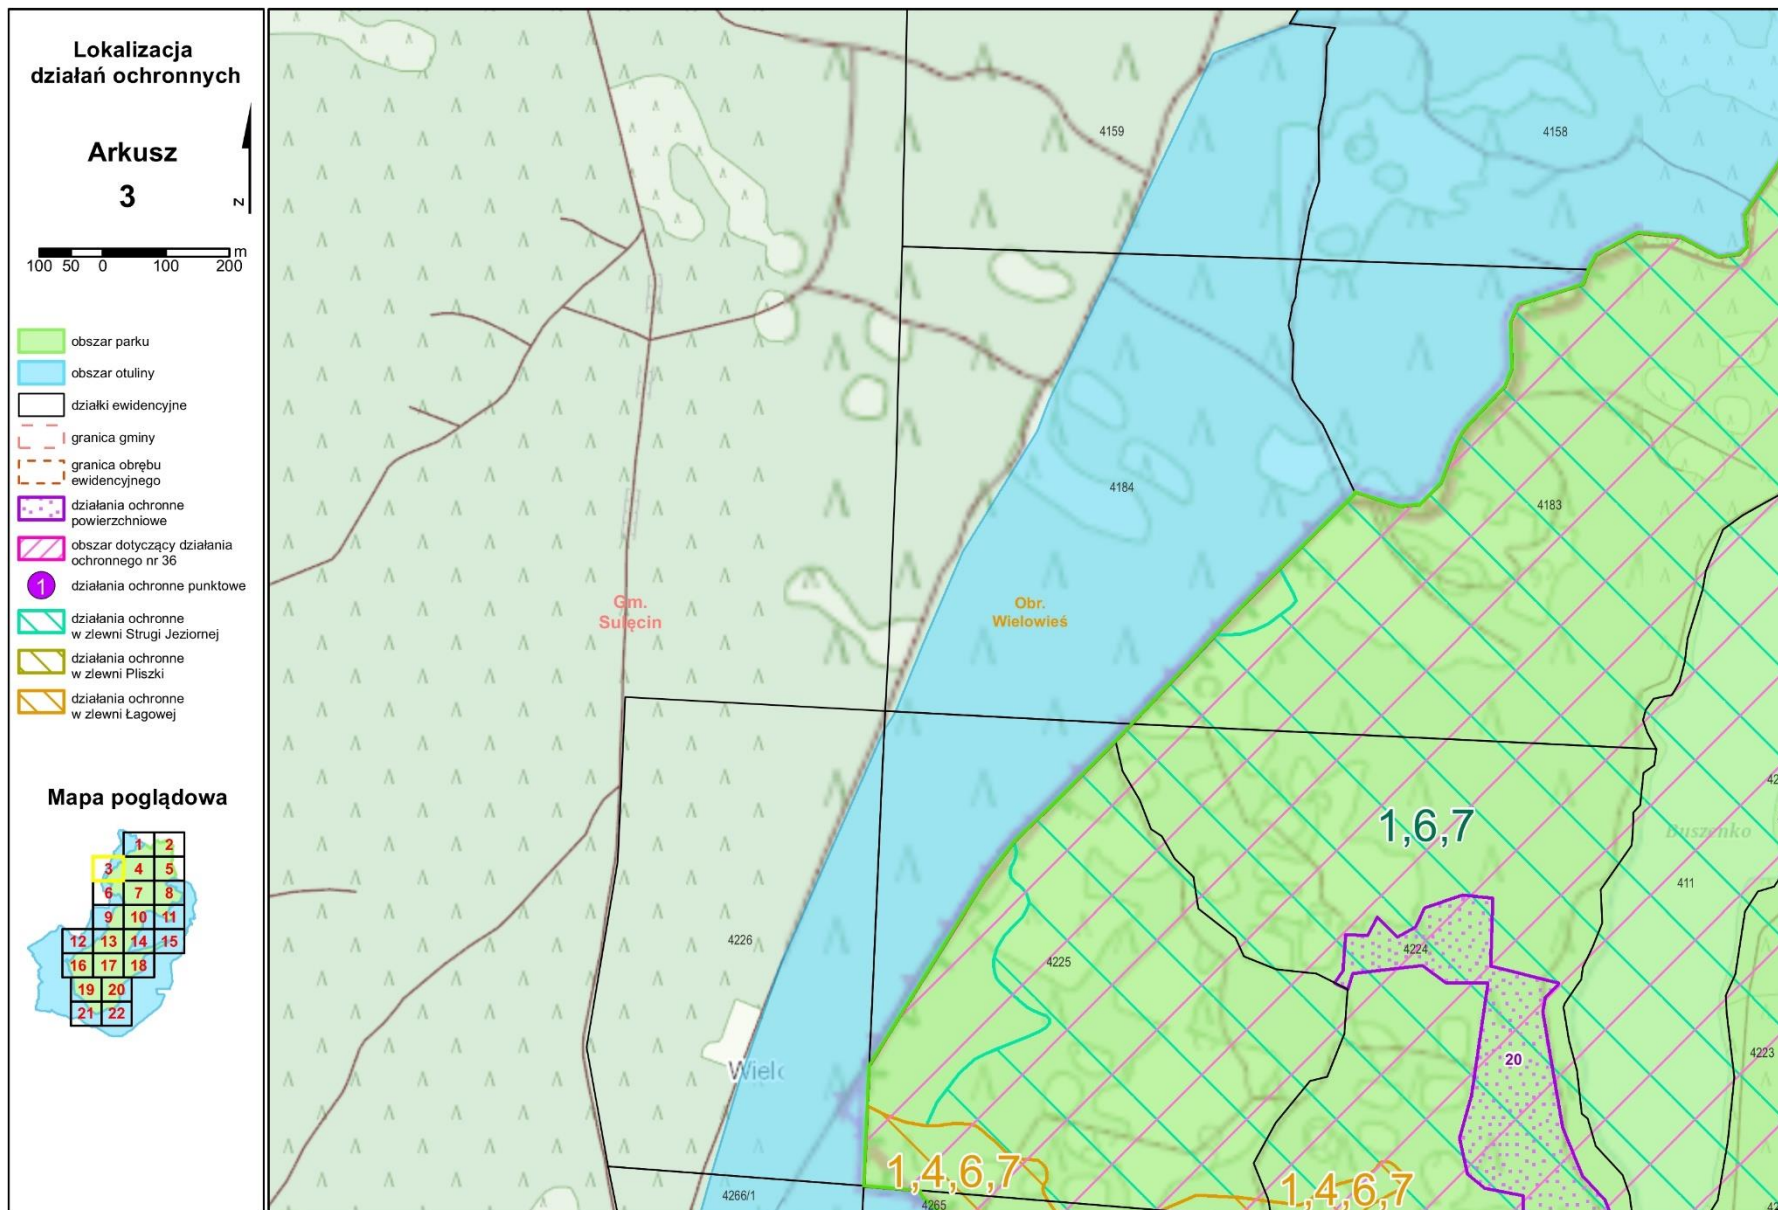 Lokalizacja
działań ochronnych
Arkusz
3
N
m
100 50 0 100 200
obszar parku
obszar otuliny
działki ewidencyjne
granica gminy
granica obrębu
ewidencyjnego
działania ochronne
powierzchniowe
obszar dotyczący działania
ochronnego nr 36
1
działania ochronne punktowe
działania ochronne
w zlewni Strugi Jeziornej
działania ochronne
w zlewni Pliszki
działania ochronne
w zlewni Łagowej
Mapa poglądowa
1 2
3 4 5
6 7 8
9 10 11
12 13 14 15
16 17 18
19 20
21 22
4159
4158
4184
4183
Gm.
Sulęcin
Obr.
Wielowieś
1,6,7
Buszenko
411
4226
4225
4224
20
4223
1,4,6,7
1,4,6,7
4266/1
4265